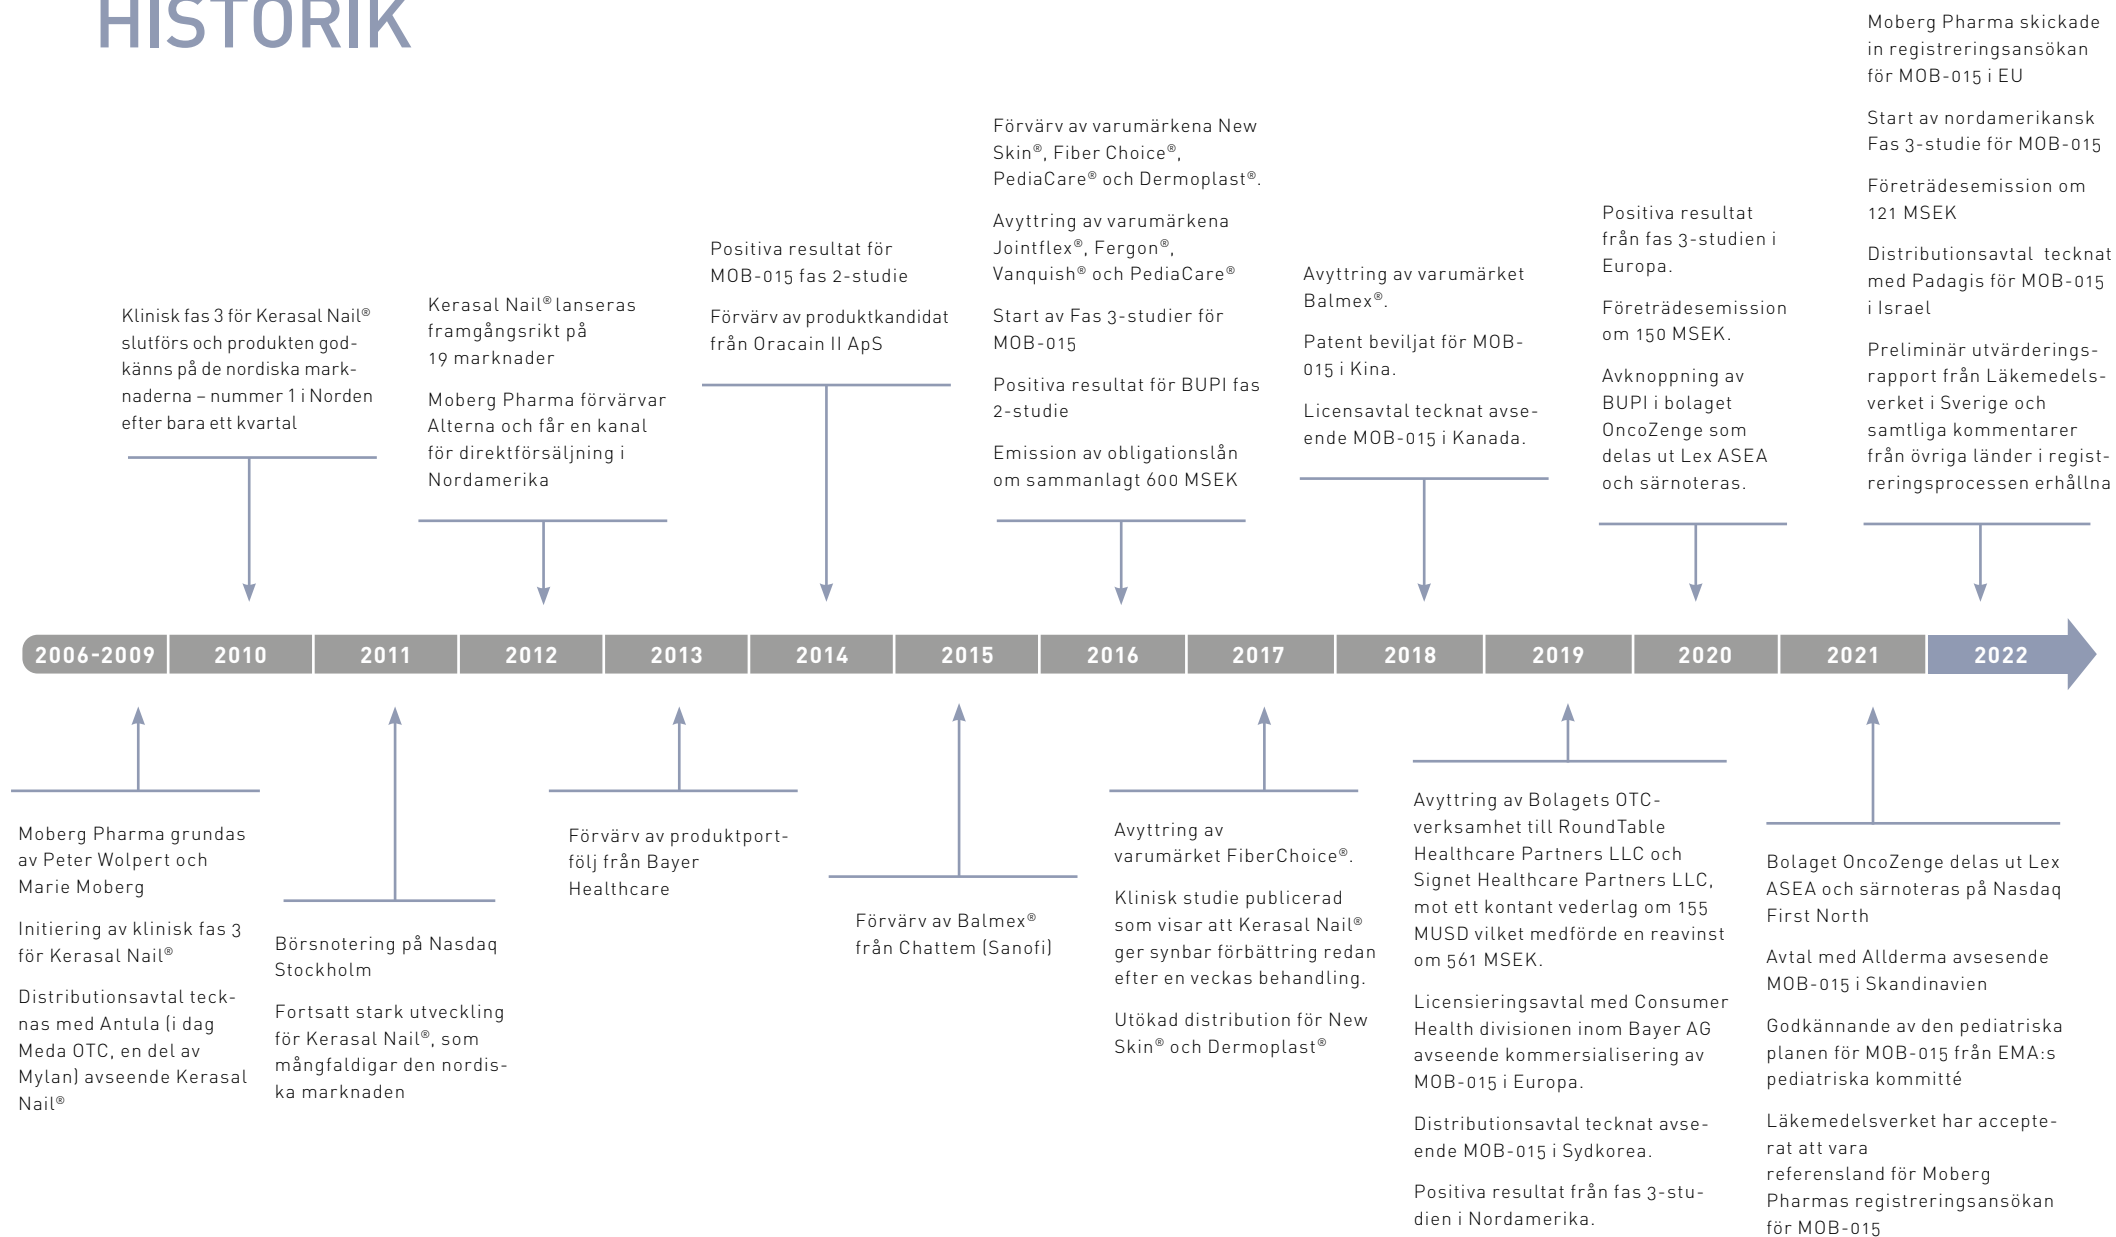 HISTORIK
Klinisk fas 3 för Kerasal Nail®
slutförs och produkten god-
känns på de nordiska mark-
naderna – nummer 1 i Norden
efter bara ett kvartal
Kerasal Nail® lanseras
framgångsrikt på
19 marknader
Moberg Pharma förvärvar
Alterna och får en kanal
för direktförsäljning i
Nordamerika
Positiva resultat för
MOB-015 fas 2-studie
Förvärv av produktkandidat
från Oracain II ApS
Förvärv av varumärkena New
Skin®, Fiber Choice®,
PediaCare® och Dermoplast®.
Avyttring av varumärkena
Jointflex®, Fergon®,
Vanquish® och PediaCare®
Start av Fas 3-studier för
MOB-015
Positiva resultat för BUPI fas
2-studie
Emission av obligationslån
om sammanlagt 600 MSEK
Avyttring av varumärket
Balmex®.
Patent beviljat för MOB-
015 i Kina.
Licensavtal tecknat avse-
ende MOB-015 i Kanada.
Positiva resultat
från fas 3-studien i
Europa.
Företrädesemission
om 150 MSEK.
Avknoppning av
BUPI i bolaget
OncoZenge som
delas ut Lex ASEA
och särnoteras.
Moberg Pharma skickade
in registreringsansökan
för MOB-015 i EU
Start av nordamerikansk
Fas 3-studie för MOB-015
Företrädesemission om
121 MSEK
Distributionsavtal tecknat
med Padagis för MOB-015
i Israel
Preliminär utvärderings-
rapport från Läkemedels-
verket i Sverige och
samtliga kommentarer
från övriga länder i regist-
reringsprocessen erhållna
2006-2009 2010 2011 2012 2013 2014 2015 2016 2017 2018 2019 2020 2021 2022
Moberg Pharma grundas
av Peter Wolpert och
Marie Moberg
Initiering av klinisk fas 3
för Kerasal Nail®
Distributionsavtal teck-
nas med Antula (i dag
Meda OTC, en del av
Mylan) avseende Kerasal
Nail®
Börsnotering på Nasdaq
Stockholm
Fortsatt stark utveckling
för Kerasal Nail®, som
mångfaldigar den nordis-
ka marknaden
Förvärv av produktport-
följ från Bayer
Healthcare
Förvärv av Balmex®
från Chattem (Sanofi)
Avyttring av
varumärket FiberChoice®.
Klinisk studie publicerad
som visar att Kerasal Nail®
ger synbar förbättring redan
efter en veckas behandling.
Utökad distribution för New
Skin® och Dermoplast®
Avyttring av Bolagets OTC-
verksamhet till RoundTable
Healthcare Partners LLC och
Signet Healthcare Partners LLC,
mot ett kontant vederlag om 155
MUSD vilket medförde en reavinst
om 561 MSEK.
Licensieringsavtal med Consumer
Health divisionen inom Bayer AG
avseende kommersialisering av
MOB-015 i Europa.
Distributionsavtal tecknat avse-
ende MOB-015 i Sydkorea.
Positiva resultat från fas 3-stu-
dien i Nordamerika.
Bolaget OncoZenge delas ut Lex
ASEA och särnoteras på Nasdaq
First North
Avtal med Allderma avsesende
MOB-015 i Skandinavien
Godkännande av den pediatriska
planen för MOB-015 från EMA:s
pediatriska kommitté
Läkemedelsverket har accepte-
rat att vara
referensland för Moberg
Pharmas registreringsansökan
för MOB-015